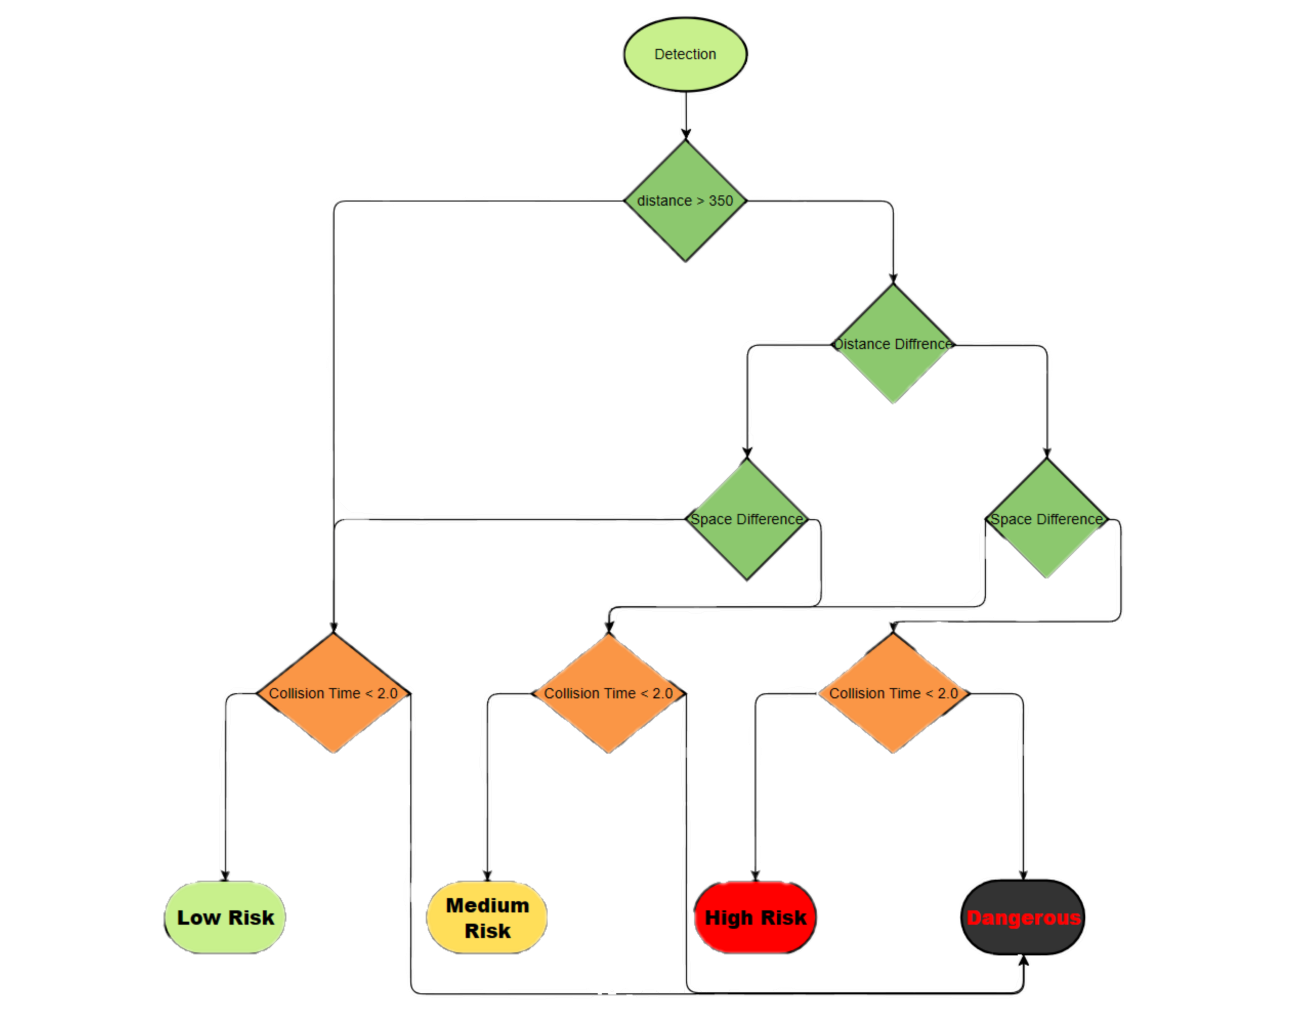 Detection
distance > 350
Distance Diffrence
Space Difference
Space Difference
Collision Time < 2.0
Collision Time < 2.0
Collision Time < 2.0
Low Risk
Medium
Risk
High Risk
Dangerous